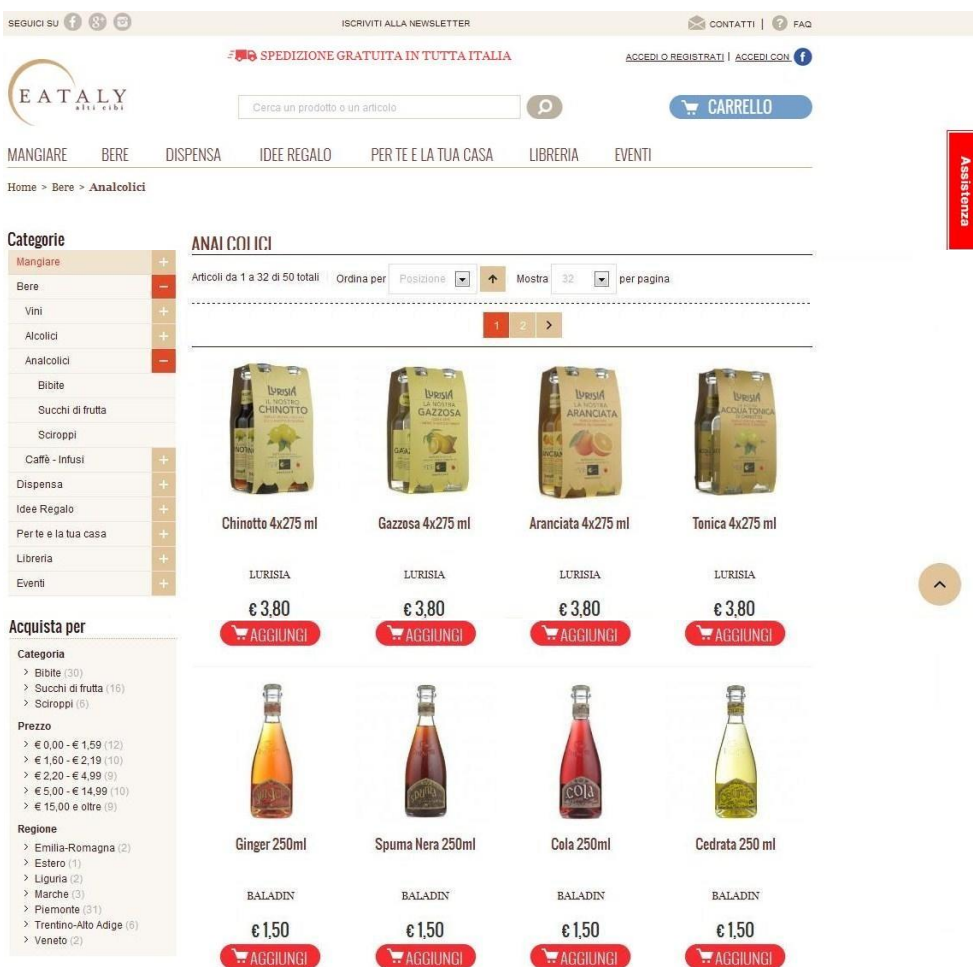 SEGUICI SU
ISCRIVITI ALLA NEWSLETTER
CONTATTI | ? FAQ
SPEDIZIONE GRATUITA IN TUTTA ITALIA
ACCEDI O REGISTRATI | ACCEDI CON f
EATALY
alti cibi
Cerca un prodotto o un articolo
CARRELLO
MANGIARE BERE DISPENSA IDEE REGALO PER TE E LA TUA CASA LIBRERIA EVENTI
Home > Bere > Analcolici
Assistenza
Categorie
Mangiare +
Bere −
Vini +
Alcolici +
Analcolici −
Bibite
Succhi di frutta
Sciroppi
Caffè - Infusi +
Dispensa +
Idee Regalo +
Per te e la tua casa +
Libreria +
Eventi +
Acquista per
Categoria
> Bibite (30)
> Succhi di frutta (16)
> Sciroppi (6)
Prezzo
> € 0,00 - € 1,59 (12)
> € 1,60 - € 2,19 (10)
> € 2,20 - € 4,99 (9)
> € 5,00 - € 14,99 (10)
> € 15,00 e oltre (9)
Regione
> Emilia-Romagna (2)
> Estero (1)
> Liguria (2)
> Marche (3)
> Piemonte (31)
> Trentino-Alto Adige (6)
> Veneto (2)
ANALCOLICI
Articoli da 1 a 32 di 50 totali Ordina per Posizione Mostra 32 per pagina
1 2 >
LURISIA IL NOSTRO CHINOTTO
LURISIA LA NOSTRA GAZZOSA
LURISIA LA NOSTRA ARANCIATA
LURISIA ACQUA TONICA
Chinotto 4x275 ml Gazzosa 4x275 ml Aranciata 4x275 ml Tonica 4x275 ml
LURISIA LURISIA LURISIA LURISIA
€ 3,80 € 3,80 € 3,80 € 3,80
AGGIUNGI AGGIUNGI AGGIUNGI AGGIUNGI
cola
Ginger 250ml Spuma Nera 250ml Cola 250ml Cedrata 250 ml
BALADIN BALADIN BALADIN BALADIN
€ 1,50 € 1,50 € 1,50 € 1,50
AGGIUNGI AGGIUNGI AGGIUNGI AGGIUNGI